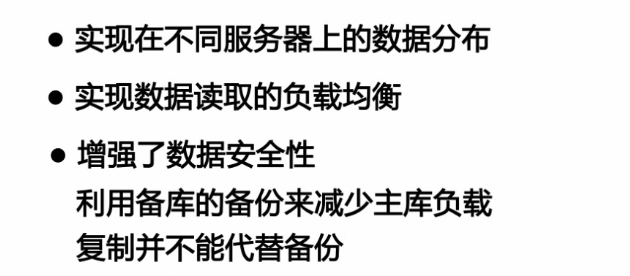 ● 实现在不同服务器上的数据分布
● 实现数据读取的负载均衡
● 增强了数据安全性
利用备库的备份来减少主库负载
复制并不能代替备份